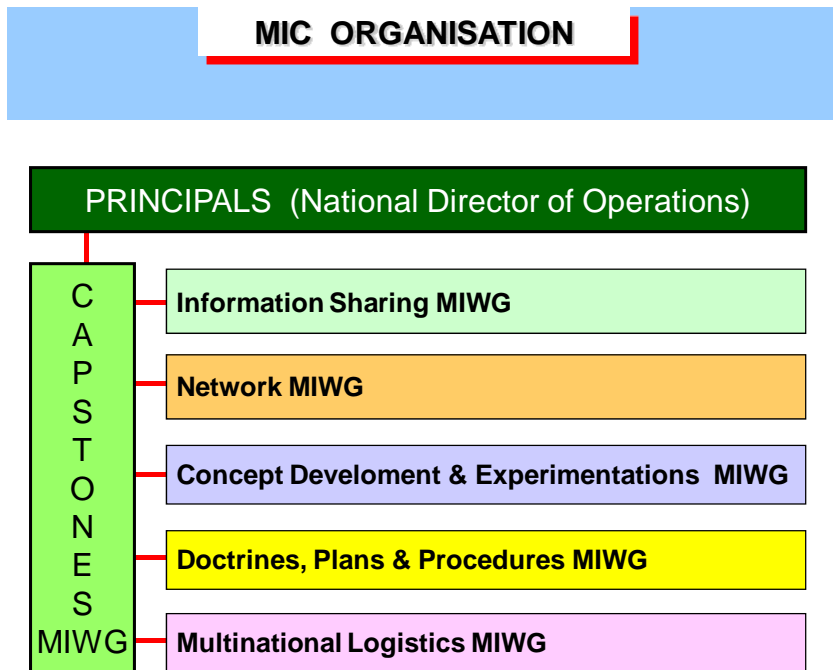 MIC ORGANISATION
PRINCIPALS (National Director of Operations)
C
A
P
S
T
O
N
E
S
MIWG
Information Sharing MIWG
Network MIWG
Concept Develoment & Experimentations MIWG
Doctrines, Plans & Procedures MIWG
Multinational Logistics MIWG